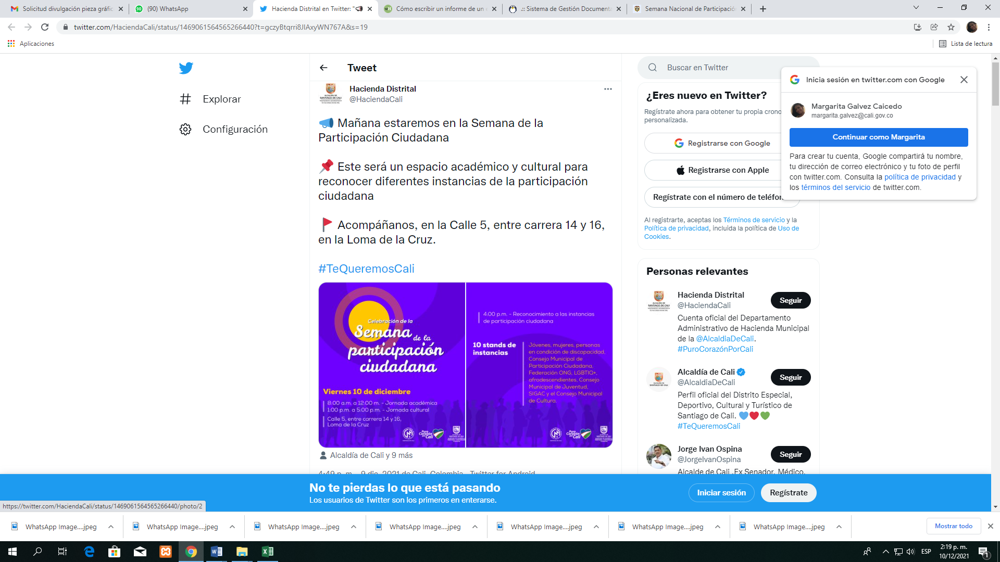 Solicitud divulgación pieza gráfic
(90) WhatsApp
Hacienda Distrital en Twitter: "
Cómo escribir un informe de un e
.:: Sistema de Gestión Documenta
Semana Nacional de Participación
twitter.com/HaciendaCali/status/1469061564565266440?t=gczyBtqrri8JIAxyWN767A&s=19
Aplicaciones
Lista de lectura
Explorar
Configuración
Tweet
Hacienda Distrital
@HaciendaCali
Mañana estaremos en la Semana de la
Participación Ciudadana
Este será un espacio académico y cultural para
reconocer diferentes instancias de la participación
ciudadana
Acompáñanos, en la Calle 5, entre carrera 14 y 16,
en la Loma de la Cruz.
#TeQueremosCali
Celebración de la
Semana de la
participación
ciudadana
Viernes 10 de diciembre
8:00 a.m. a 12:00 m. - Jornada académica
1:00 p.m. a 5:00 p.m. - Jornada cultural
Calle 5, entre carrera 14 y 16,
Loma de la Cruz
Puro Corazón por Cali
4:00 p.m. - Reconocimiento a las instancias
de participación ciudadana
10 stands de
instancias
Jóvenes, mujeres, personas
en condición de discapacidad,
Consejo Municipal de
Participación Ciudadana,
Federación ONG, LGBTIQ+,
afrodescendientes, Consejo
Municipal de Juventud,
SIGAC y el Consejo Municipal
de Cultura.
Puro Corazón por Cali
Alcaldía de Cali y 9 más
4:49 p. m. · 9 dic. 2021 de Cali, Colombia · Twitter for Android
Buscar en Twitter
¿Eres nuevo en Twitter?
Regístrate ahora para obtener tu propia crono
personalizada.
Registrarse con Google
Registrarse con Apple
Regístrate con el número de teléfon
Al registrarte, aceptas los Términos de servicio y la
Política de privacidad, incluida la política de Uso de
Cookies.
Inicia sesión en twitter.com con Google
Margarita Galvez Caicedo
margarita.galvez@cali.gov.co
Continuar como Margarita
Para crear tu cuenta, Google compartirá tu nombre,
tu dirección de correo electrónico y tu foto de perfil
con twitter.com. Consulta la política de privacidad y
los términos del servicio de twitter.com.
Personas relevantes
Hacienda Distrital
@HaciendaCali
Seguir
Cuenta oficial del Departamento
Administrativo de Hacienda Municipal
de la @AlcaldiaDeCali.
#PuroCorazónPorCali
Alcaldía de Cali
@AlcaldiaDeCali
Seguir
Perfil oficial del Distrito Especial,
Deportivo, Cultural y Turístico de
Santiago de Cali.
#TeQueremosCali
Jorge Ivan Ospina
@JorgeIvanOspina
Seguir
Alcalde de Cali .Ex Senador, Médico,
No te pierdas lo que está pasando
Los usuarios de Twitter son los primeros en enterarse.
Iniciar sesión
Regístrate
https://twitter.com/HaciendaCali/status/1469061564565266440/photo/2
WhatsApp Image....jpeg
WhatsApp Image....jpeg
WhatsApp Image....jpeg
WhatsApp Image....jpeg
WhatsApp Image....jpeg
WhatsApp Image....jpeg
WhatsApp Image....jpeg
Mostrar todo
ESP
2:19 p. m.
10/12/2021
1